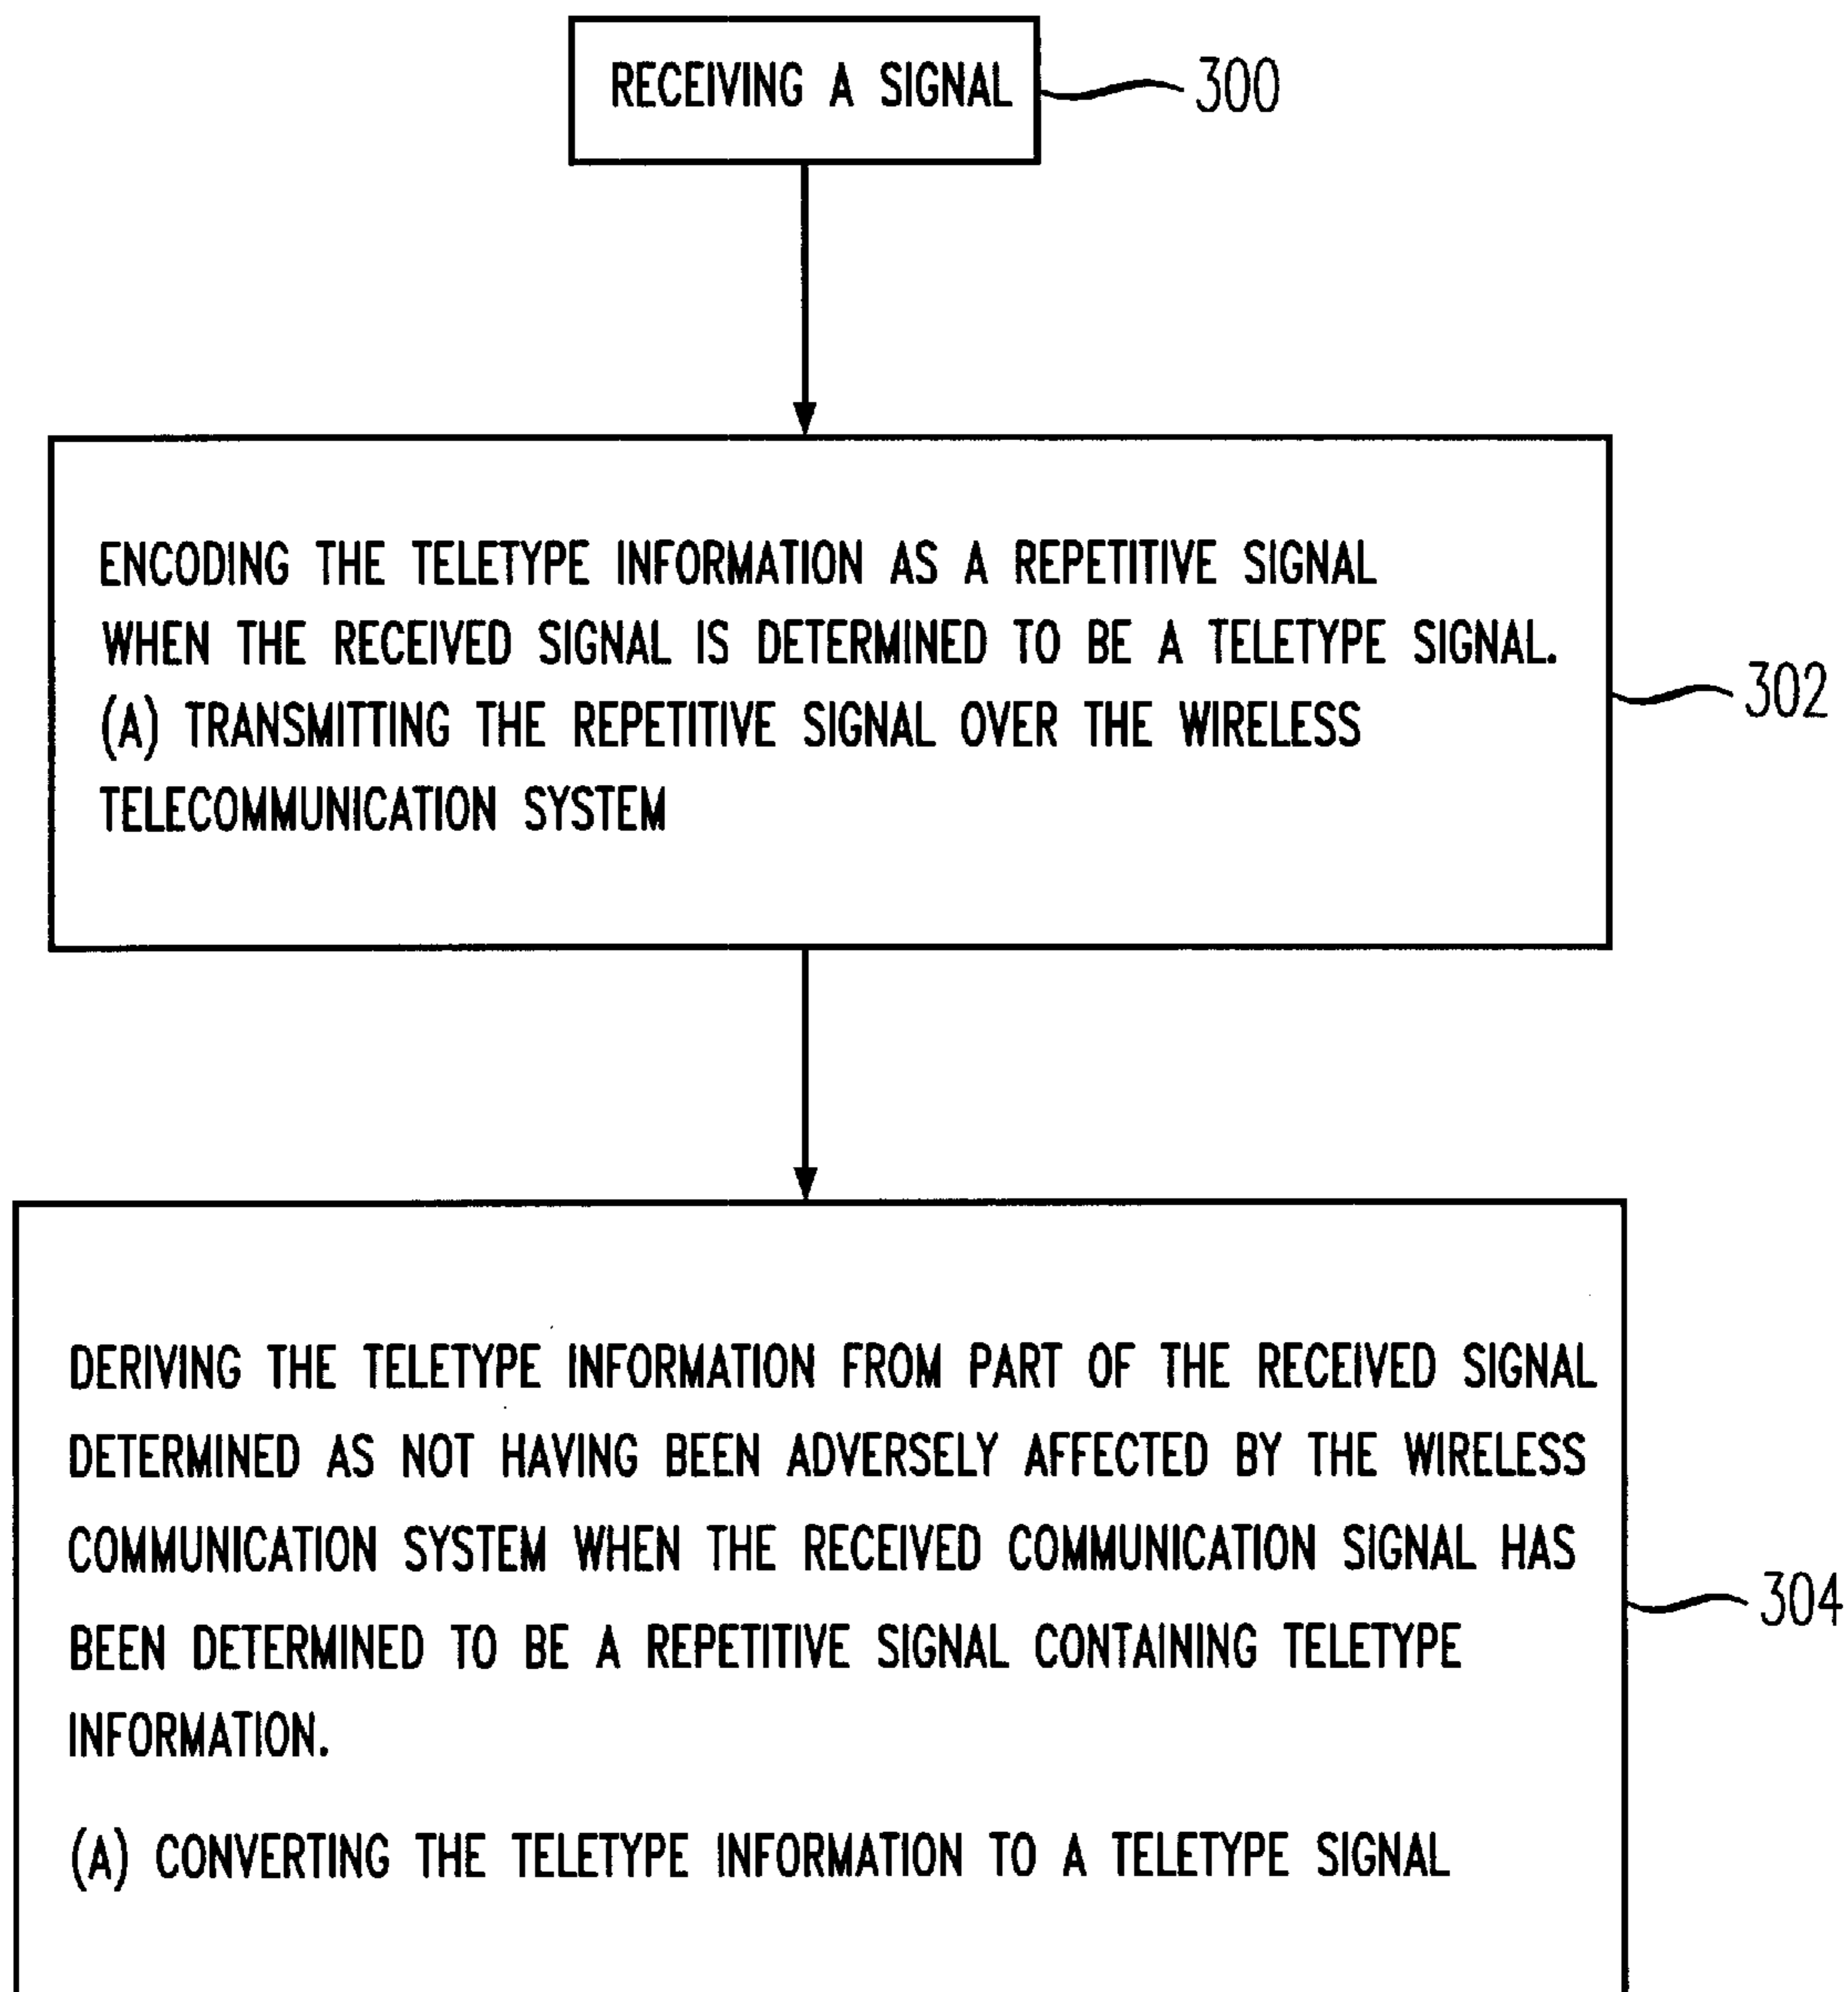 RECEIVING A SIGNAL
300
ENCODING THE TELETYPE INFORMATION AS A REPETITIVE SIGNAL
WHEN THE RECEIVED SIGNAL IS DETERMINED TO BE A TELETYPE SIGNAL.
(A) TRANSMITTING THE REPETITIVE SIGNAL OVER THE WIRELESS
TELECOMMUNICATION SYSTEM
302
DERIVING THE TELETYPE INFORMATION FROM PART OF THE RECEIVED SIGNAL
DETERMINED AS NOT HAVING BEEN ADVERSELY AFFECTED BY THE WIRELESS
COMMUNICATION SYSTEM WHEN THE RECEIVED COMMUNICATION SIGNAL HAS
BEEN DETERMINED TO BE A REPETITIVE SIGNAL CONTAINING TELETYPE
INFORMATION.
304
(A) CONVERTING THE TELETYPE INFORMATION TO A TELETYPE SIGNAL